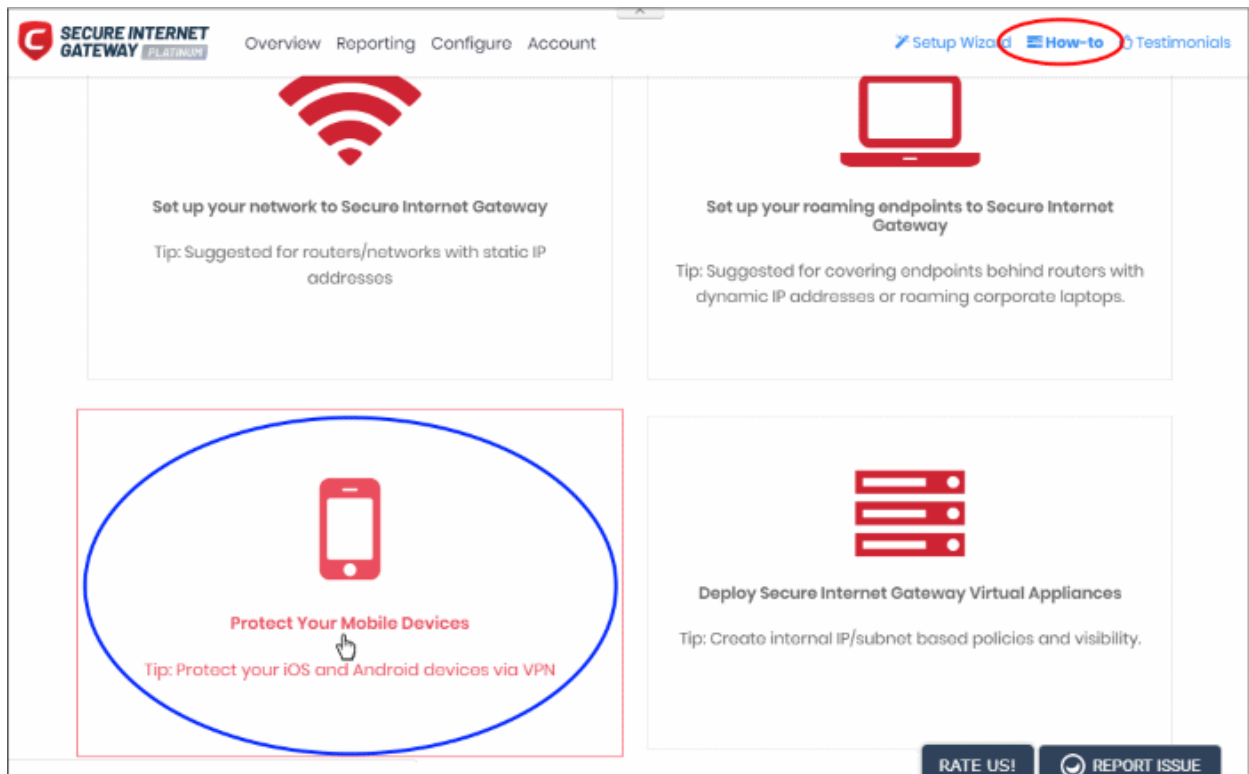 SECURE INTERNET
GATEWAY PLATINUM
Overview Reporting Configure Account
Setup Wizard How-to Testimonials
Set up your network to Secure Internet Gateway
Tip: Suggested for routers/networks with static IP
addresses
Set up your roaming endpoints to Secure Internet
Gateway
Tip: Suggested for covering endpoints behind routers with
dynamic IP addresses or roaming corporate laptops.
Protect Your Mobile Devices
Tip: Protect your iOS and Android devices via VPN
Deploy Secure Internet Gateway Virtual Appliances
Tip: Create internal IP/subnet based policies and visibility.
RATE US! REPORT ISSUE